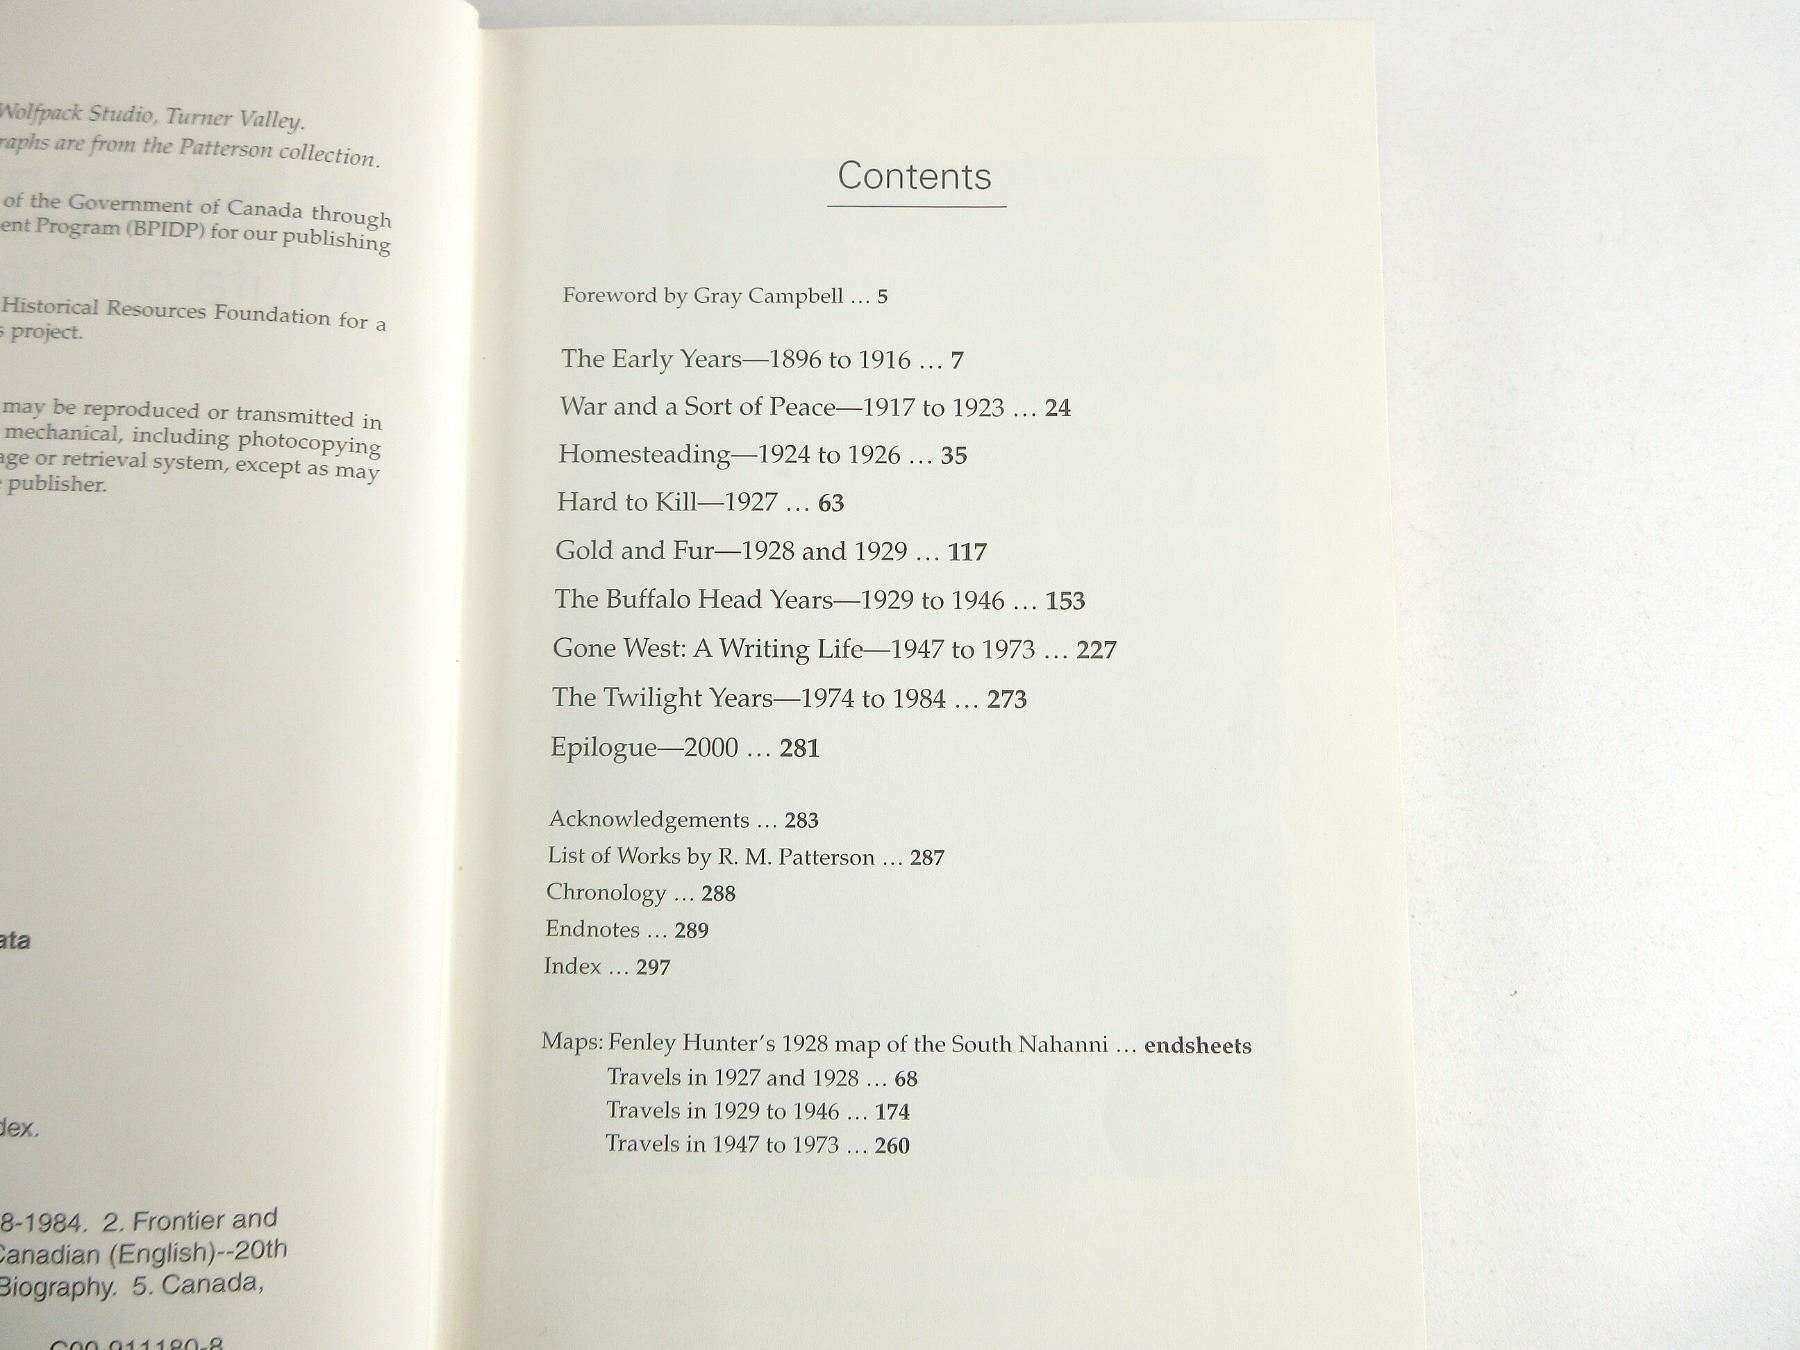 Wolfpack Studio, Turner Valley.
raphs are from the Patterson collection.
of the Government of Canada through
ent Program (BPIDP) for our publishing
Historical Resources Foundation for a
s project.
may be reproduced or transmitted in
mechanical, including photocopying
age or retrieval system, except as may
publisher.
ata
dex.
8-1984. 2. Frontier and
Canadian (English)--20th
Biography. 5. Canada,
C00-911180-8
Contents
Foreword by Gray Campbell ... 5
The Early Years—1896 to 1916 ... 7
War and a Sort of Peace—1917 to 1923 ... 24
Homesteading—1924 to 1926 ... 35
Hard to Kill—1927 ... 63
Gold and Fur—1928 and 1929 ... 117
The Buffalo Head Years—1929 to 1946 ... 153
Gone West: A Writing Life—1947 to 1973 ... 227
The Twilight Years—1974 to 1984 ... 273
Epilogue—2000 ... 281
Acknowledgements ... 283
List of Works by R. M. Patterson ... 287
Chronology ... 288
Endnotes ... 289
Index ... 297
Maps: Fenley Hunter's 1928 map of the South Nahanni ... endsheets
Travels in 1927 and 1928 ... 68
Travels in 1929 to 1946 ... 174
Travels in 1947 to 1973 ... 260